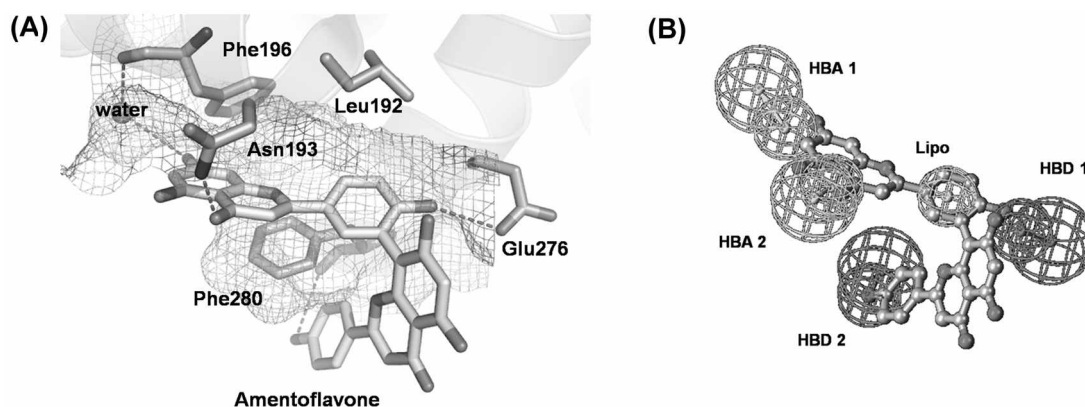 (A)
Phe196
Leu192
water
Asn193
Glu276
Phe280
Amentoflavone
(B)
HBA 1
Lipo
HBD 1
HBA 2
HBD 2